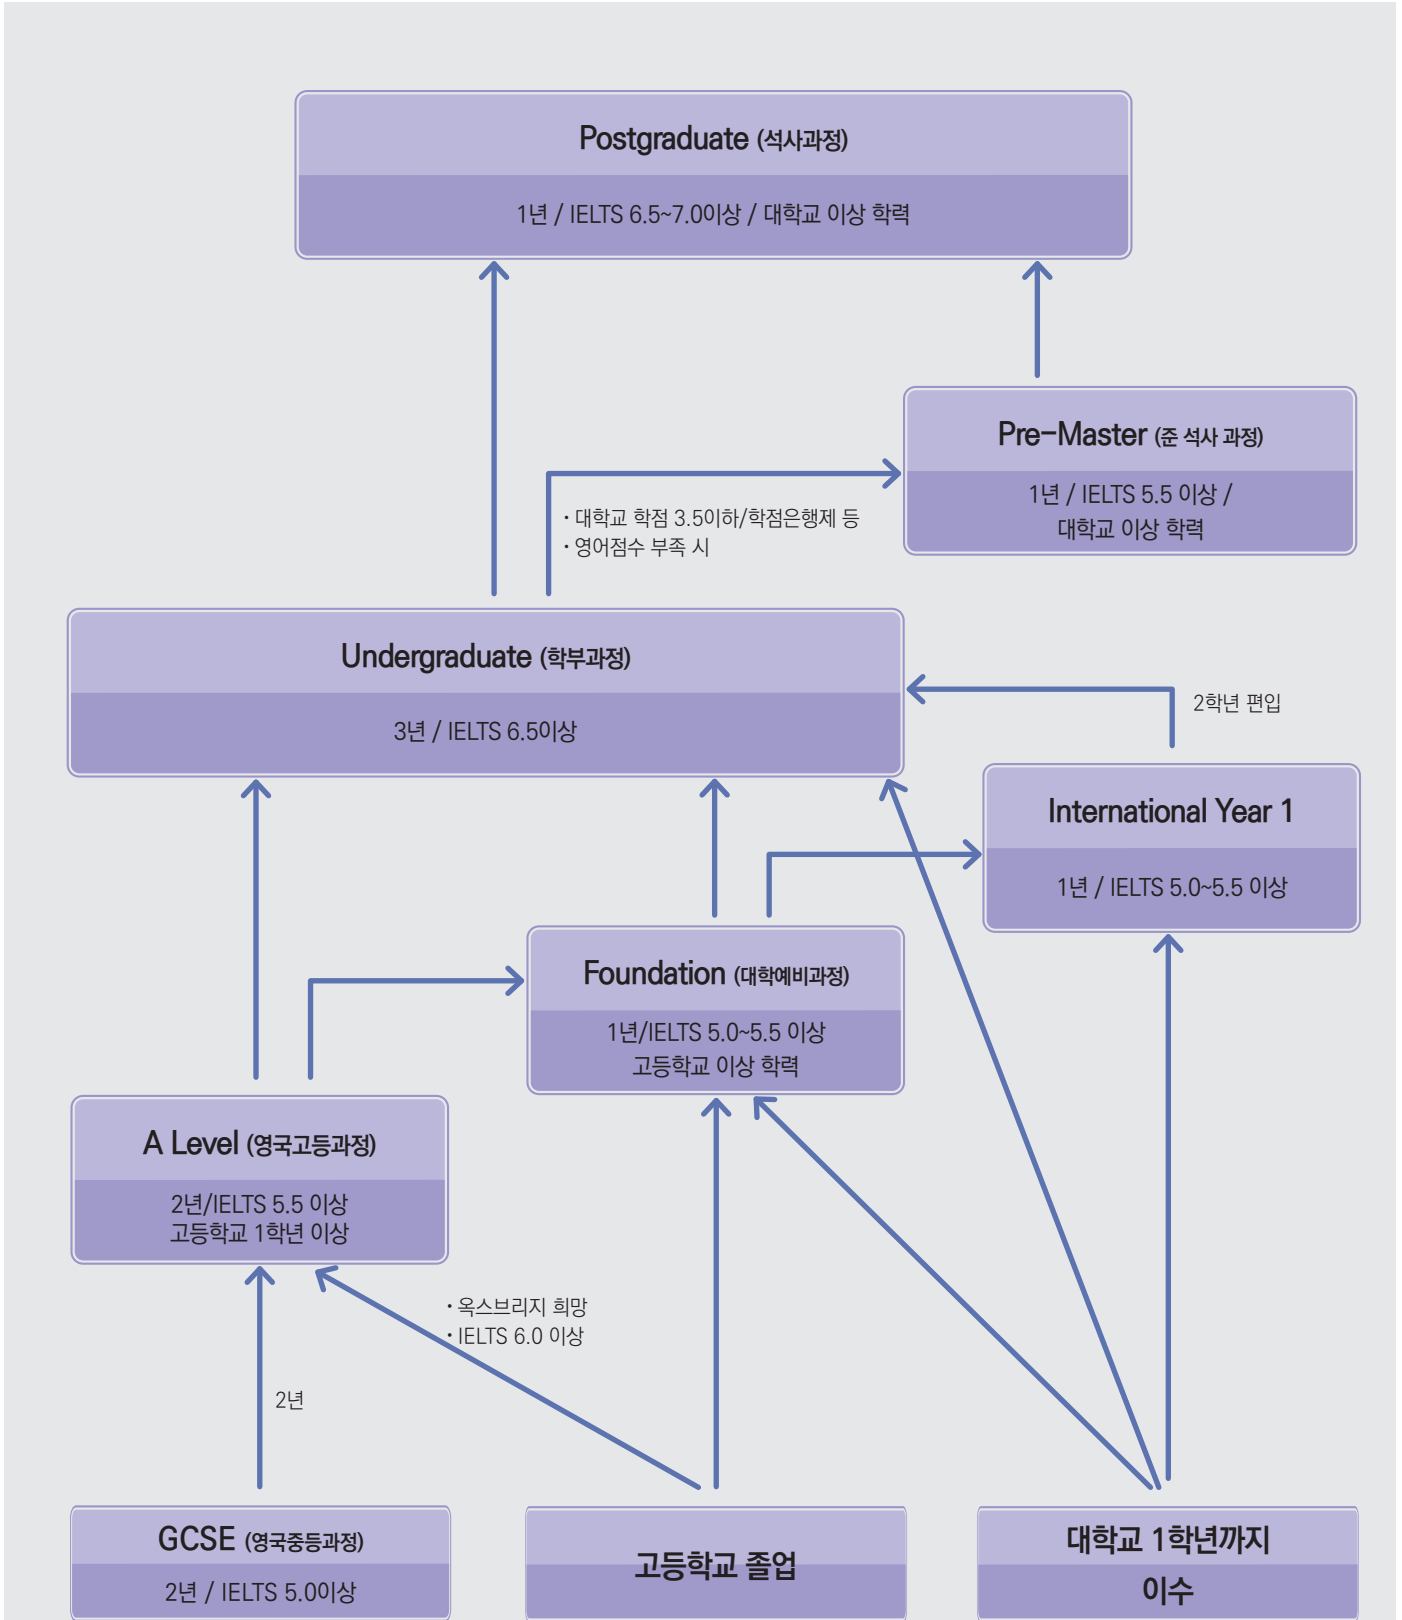 Postgraduate (석사과정)
1년 / IELTS 6.5~7.0이상 / 대학교 이상 학력
Pre-Master (준 석사 과정)
1년 / IELTS 5.5 이상 /
대학교 이상 학력
· 대학교 학점 3.5이하/학점은행제 등
· 영어점수 부족 시
Undergraduate (학부과정)
3년 / IELTS 6.5이상
2학년 편입
International Year 1
1년 / IELTS 5.0~5.5 이상
Foundation (대학예비과정)
1년/IELTS 5.0~5.5 이상
고등학교 이상 학력
A Level (영국고등과정)
2년/IELTS 5.5 이상
고등학교 1학년 이상
· 옥스브리지 희망
· IELTS 6.0 이상
2년
GCSE (영국중등과정)
2년 / IELTS 5.0이상
고등학교 졸업
대학교 1학년까지
이수